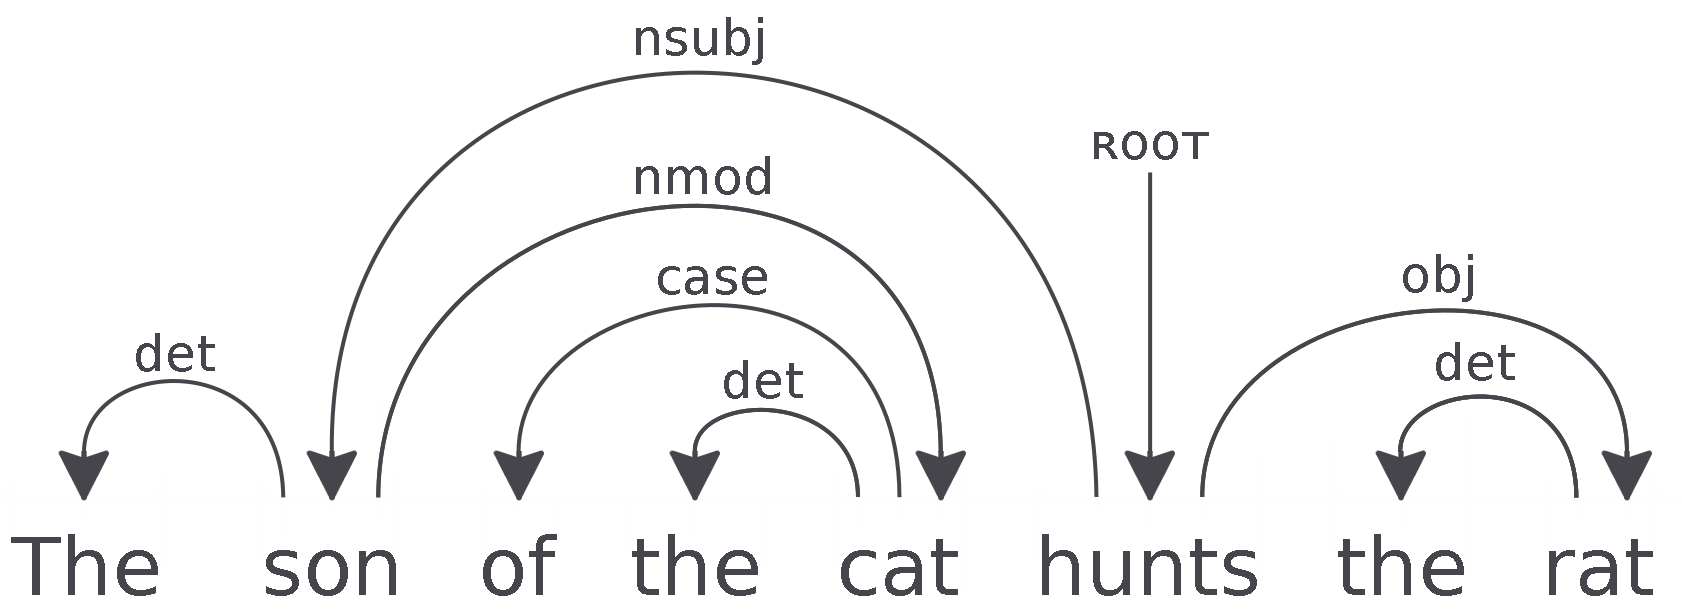 nsubj
ROOT
nmod
case
obj
det
det
det
The son of the cat hunts the rat